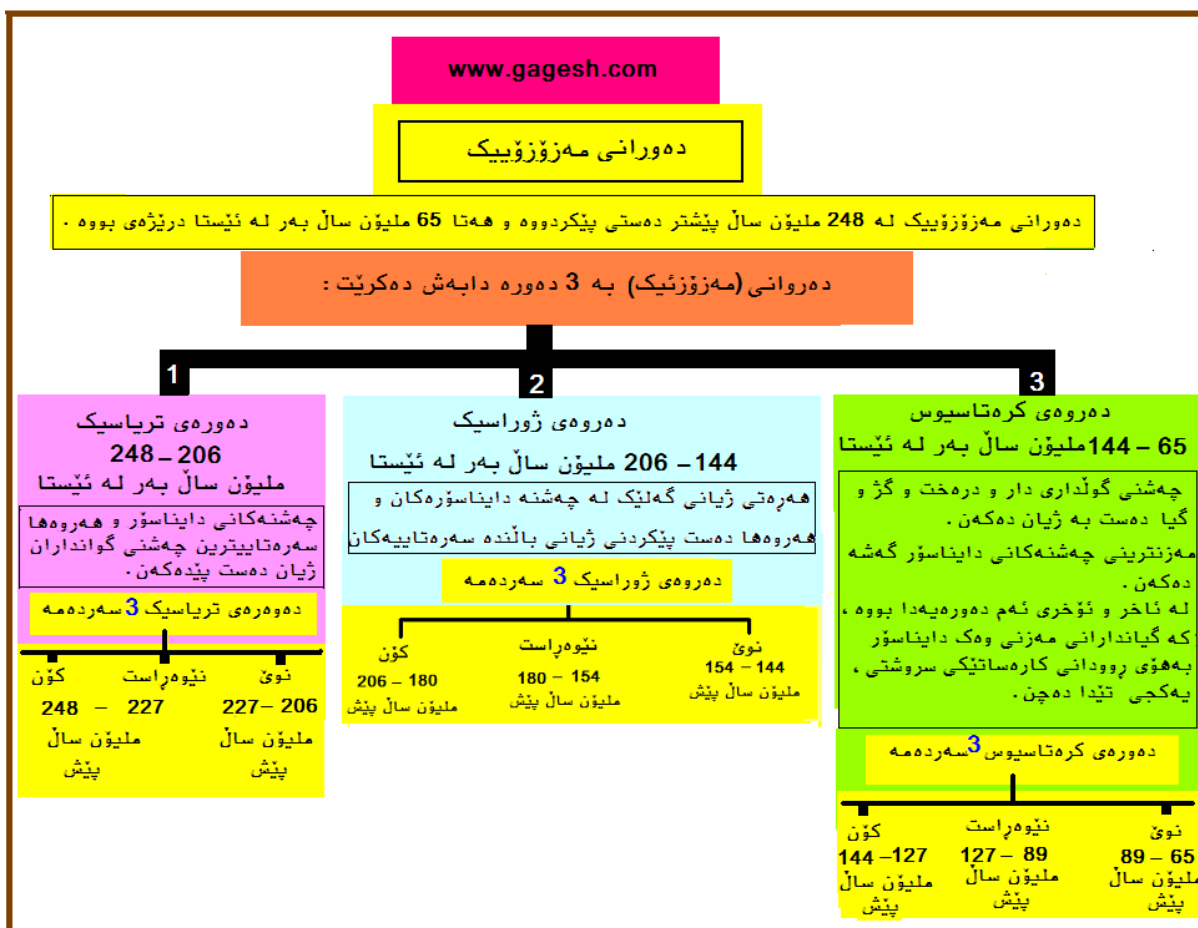 www.gagesh.com
دەورانی مەزۆزۆییک
دەورانی مەزۆزۆییک لە 248 ملیۆن ساڵ پێشتر دەستی پێکردووە و هەتا 65 ملیۆن ساڵ بەر لە ئێستا درێژەی بووە .
دەروانی (مەزۆزئیک) بە 3 دەورە دابەش دەکرێت :
1
دەورەی تریاسیک
248 – 206
ملیۆن ساڵ بەر لە ئێستا
چەشنەکانی دایناسۆر و هەروەها
سەرەتاییترین چەشنی گوانداران
ژیان دەست پێدەکەن.
دەوەرەی تریاسیک 3 سەردەمە
کۆن
248 – 227
ملیۆن ساڵ
پێش
نێوەڕاست
نوێ
227 – 206
ملیۆن ساڵ
پێش
2
دەروەی ژوراسیک
206 – 144 ملیۆن ساڵ بەر لە ئێستا
هەڕەتی ژیانی گەلێک لە چەشنە دایناسۆرەکان و
هەروەها دەست پێکردنی ژیانی باڵندە سەرەتاییەکان
دەروەی ژوراسیک 3 سەردەمە
کۆن
206 – 180
ملیۆن ساڵ پێش
نێوەڕاست
180 – 154
ملیۆن ساڵ پێش
نوێ
154 – 144
ملیۆن ساڵ پێش
3
دەروەی کرەتاسیوس
144 – 65 ملیۆن ساڵ بەر لە ئێستا
چەشنی گوڵداری دار و درەخت و گژ و
گیا دەست بە ژیان دەکەن .
مەزنترینی چەشنەکانی دایناسۆر گەشە
دەکەن .
لە ئاخر و ئۆخری ئەم دەورەیەدا بووە ،
کە گیاندارانی مەزنی وەک دایناسۆر
بەهۆی ڕوودانی کارەساتێکی سروشتی ،
یەکجی تێدا دەچن .
دەورەی کرەتاسیوس 3 سەردەمە
کۆن
144 – 127
ملیۆن ساڵ
پێش
نێوەڕاست
127 – 89
ملیۆن ساڵ
پێش
نوێ
89 – 65
ملیۆن ساڵ
پێش